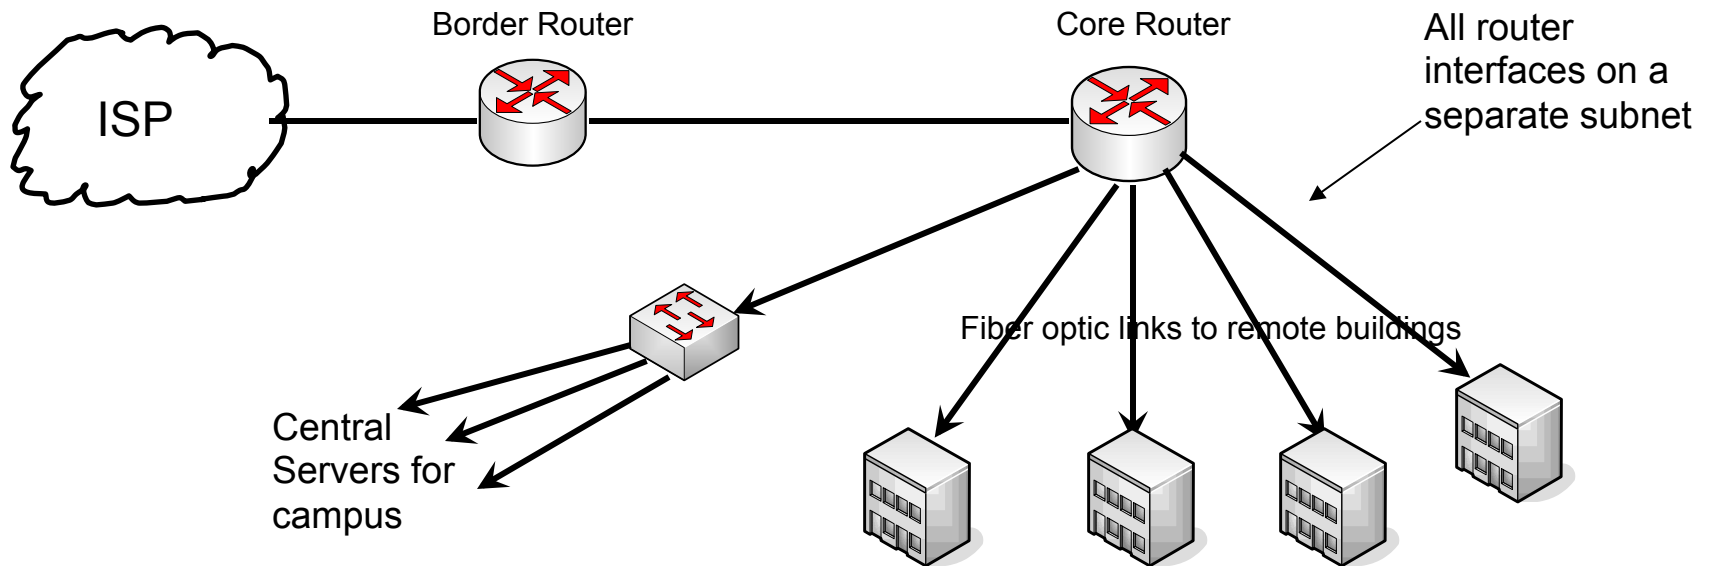 Border Router
Core Router
All router
interfaces on a
separate subnet
ISP
Fiber optic links to remote buildings
Central
Servers for
campus